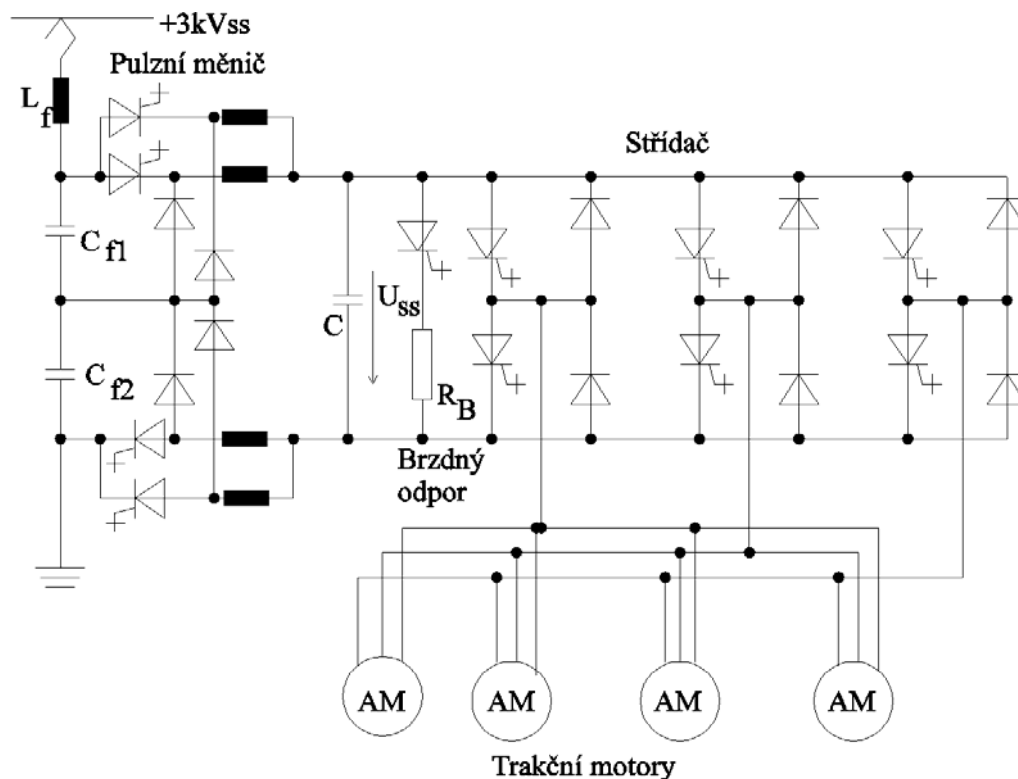 +3kVss
Pulzní měnič
Lf
Střídač
Cf1
Uss
C
Cf2
RB
Brzdný
odpor
AM AM AM AM
Trakční motory